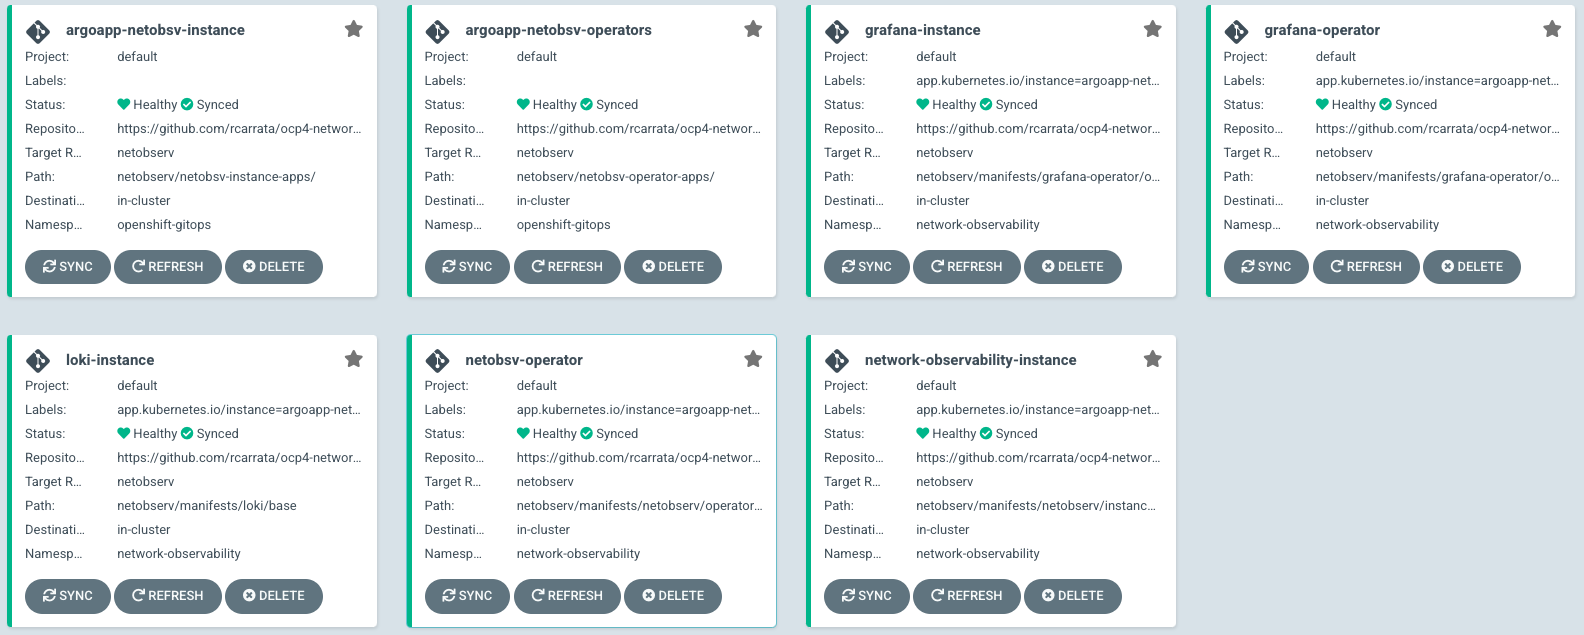 argoapp-netobsv-instance
Project: default
Labels:
Status: Healthy Synced
Reposito... https://github.com/rcarrata/ocp4-networ...
Target R... netobserv
Path: netobserv/netobsv-instance-apps/
Destinati... in-cluster
Namesp... openshift-gitops
SYNC REFRESH DELETE
argoapp-netobsv-operators
Project: default
Labels:
Status: Healthy Synced
Reposito... https://github.com/rcarrata/ocp4-networ...
Target R... netobserv
Path: netobserv/netobsv-operator-apps/
Destinati... in-cluster
Namesp... openshift-gitops
SYNC REFRESH DELETE
grafana-instance
Project: default
Labels: app.kubernetes.io/instance=argoapp-net...
Status: Healthy Synced
Reposito... https://github.com/rcarrata/ocp4-networ...
Target R... netobserv
Path: netobserv/manifests/grafana-operator/o...
Destinati... in-cluster
Namesp... network-observability
SYNC REFRESH DELETE
grafana-operator
Project: default
Labels: app.kubernetes.io/instance=argoapp-net...
Status: Healthy Synced
Reposito... https://github.com/rcarrata/ocp4-networ...
Target R... netobserv
Path: netobserv/manifests/grafana-operator/o...
Destinati... in-cluster
Namesp... network-observability
SYNC REFRESH DELETE
loki-instance
Project: default
Labels: app.kubernetes.io/instance=argoapp-net...
Status: Healthy Synced
Reposito... https://github.com/rcarrata/ocp4-networ...
Target R... netobserv
Path: netobserv/manifests/loki/base
Destinati... in-cluster
Namesp... network-observability
SYNC REFRESH DELETE
netobsv-operator
Project: default
Labels: app.kubernetes.io/instance=argoapp-net...
Status: Healthy Synced
Reposito... https://github.com/rcarrata/ocp4-networ...
Target R... netobserv
Path: netobserv/manifests/netobserv/operator...
Destinati... in-cluster
Namesp... network-observability
SYNC REFRESH DELETE
network-observability-instance
Project: default
Labels: app.kubernetes.io/instance=argoapp-net...
Status: Healthy Synced
Reposito... https://github.com/rcarrata/ocp4-networ...
Target R... netobserv
Path: netobserv/manifests/netobserv/instanc...
Destinati... in-cluster
Namesp... network-observability
SYNC REFRESH DELETE